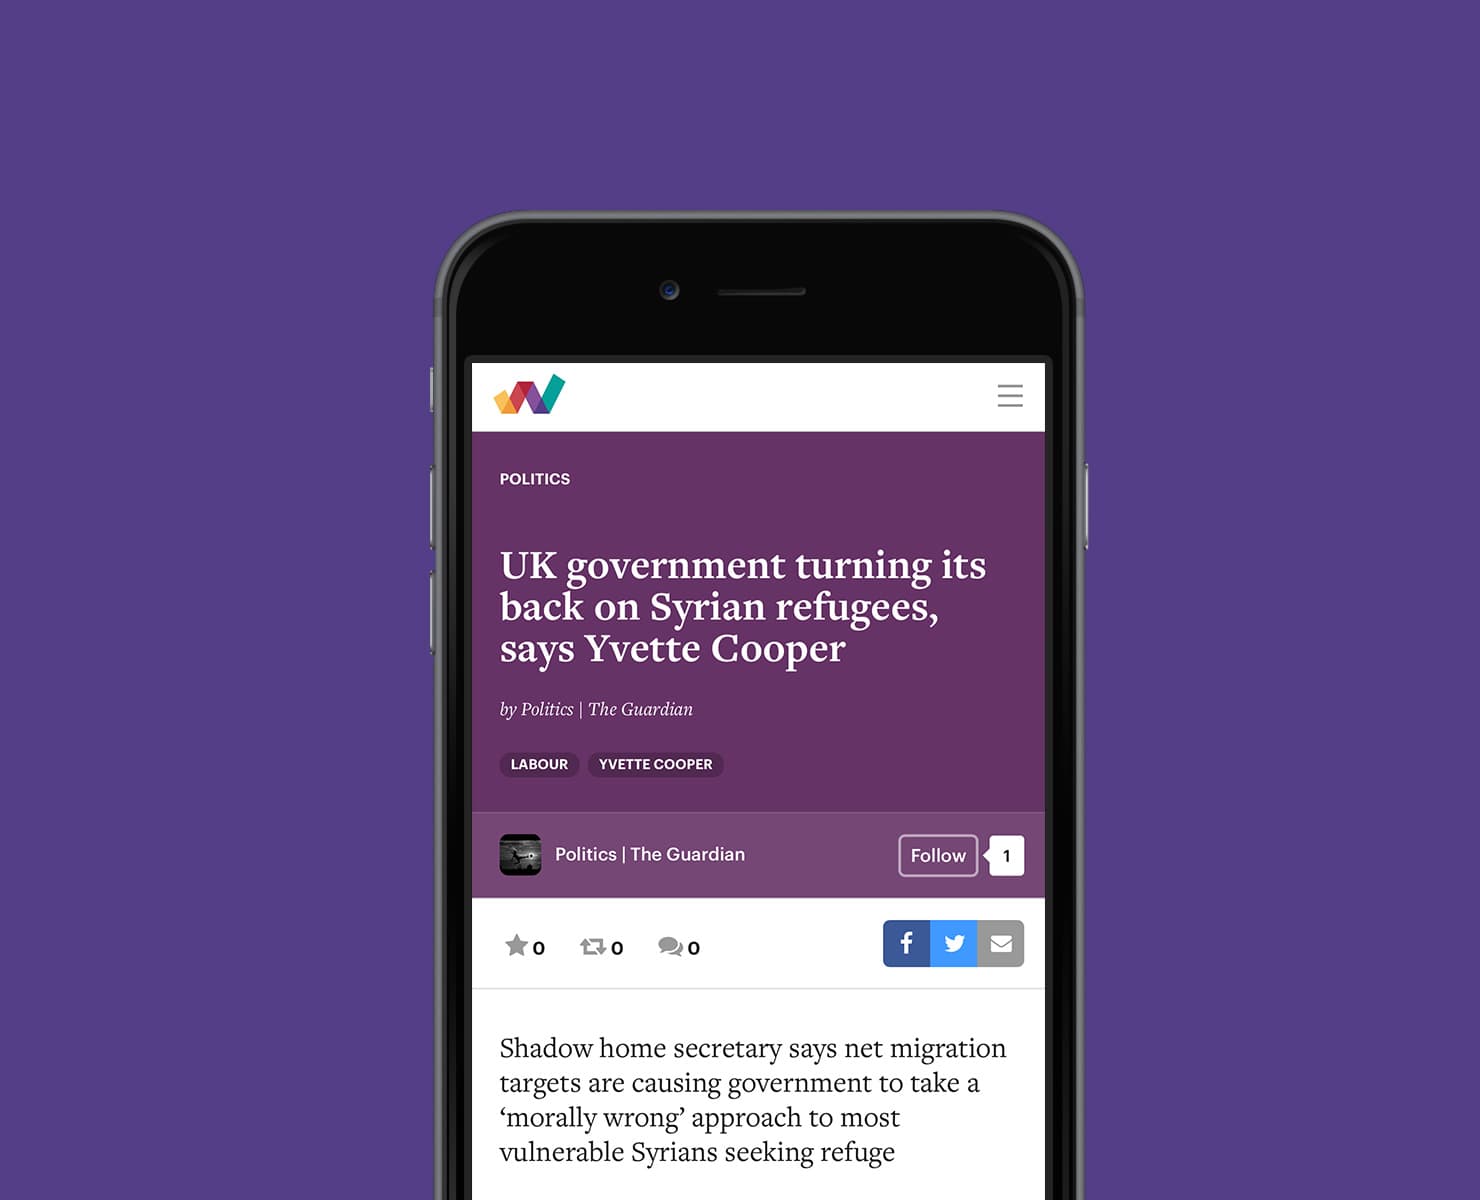 POLITICS
UK government turning its
back on Syrian refugees,
says Yvette Cooper
by Politics | The Guardian
LABOUR YVETTE COOPER
Politics | The Guardian Follow 1
0 0 0
Shadow home secretary says net migration
targets are causing government to take a
‘morally wrong’ approach to most
vulnerable Syrians seeking refuge